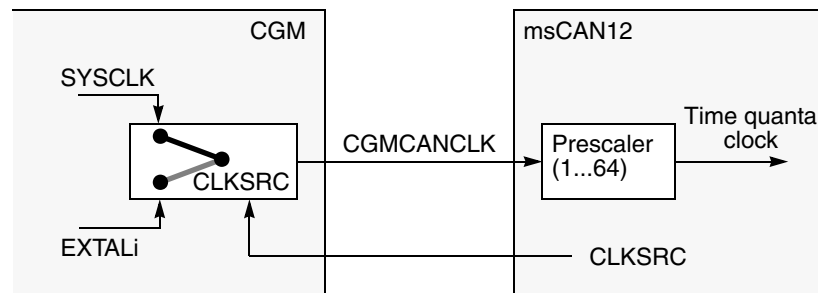 CGM
msCAN12
SYSCLK
CGMCANCLK
Time quanta
clock
Prescaler
(1...64)
CLKSRC
EXTALi
CLKSRC